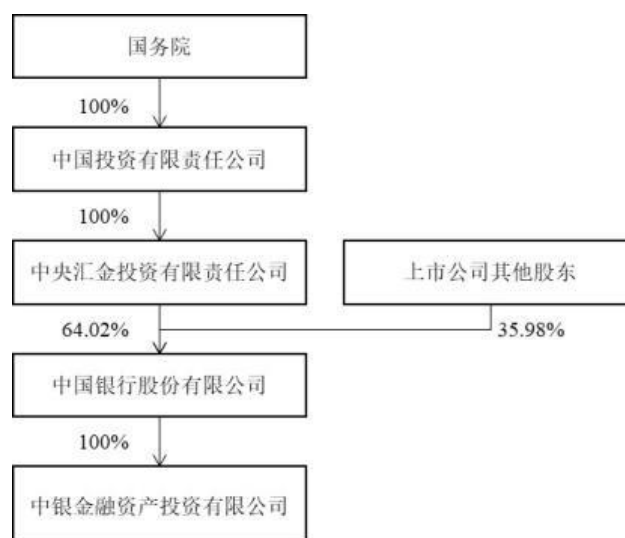 国务院
100%
中国投资有限责任公司
100%
中央汇金投资有限责任公司
上市公司其他股东
64.02%
35.98%
中国银行股份有限公司
100%
中银金融资产投资有限公司